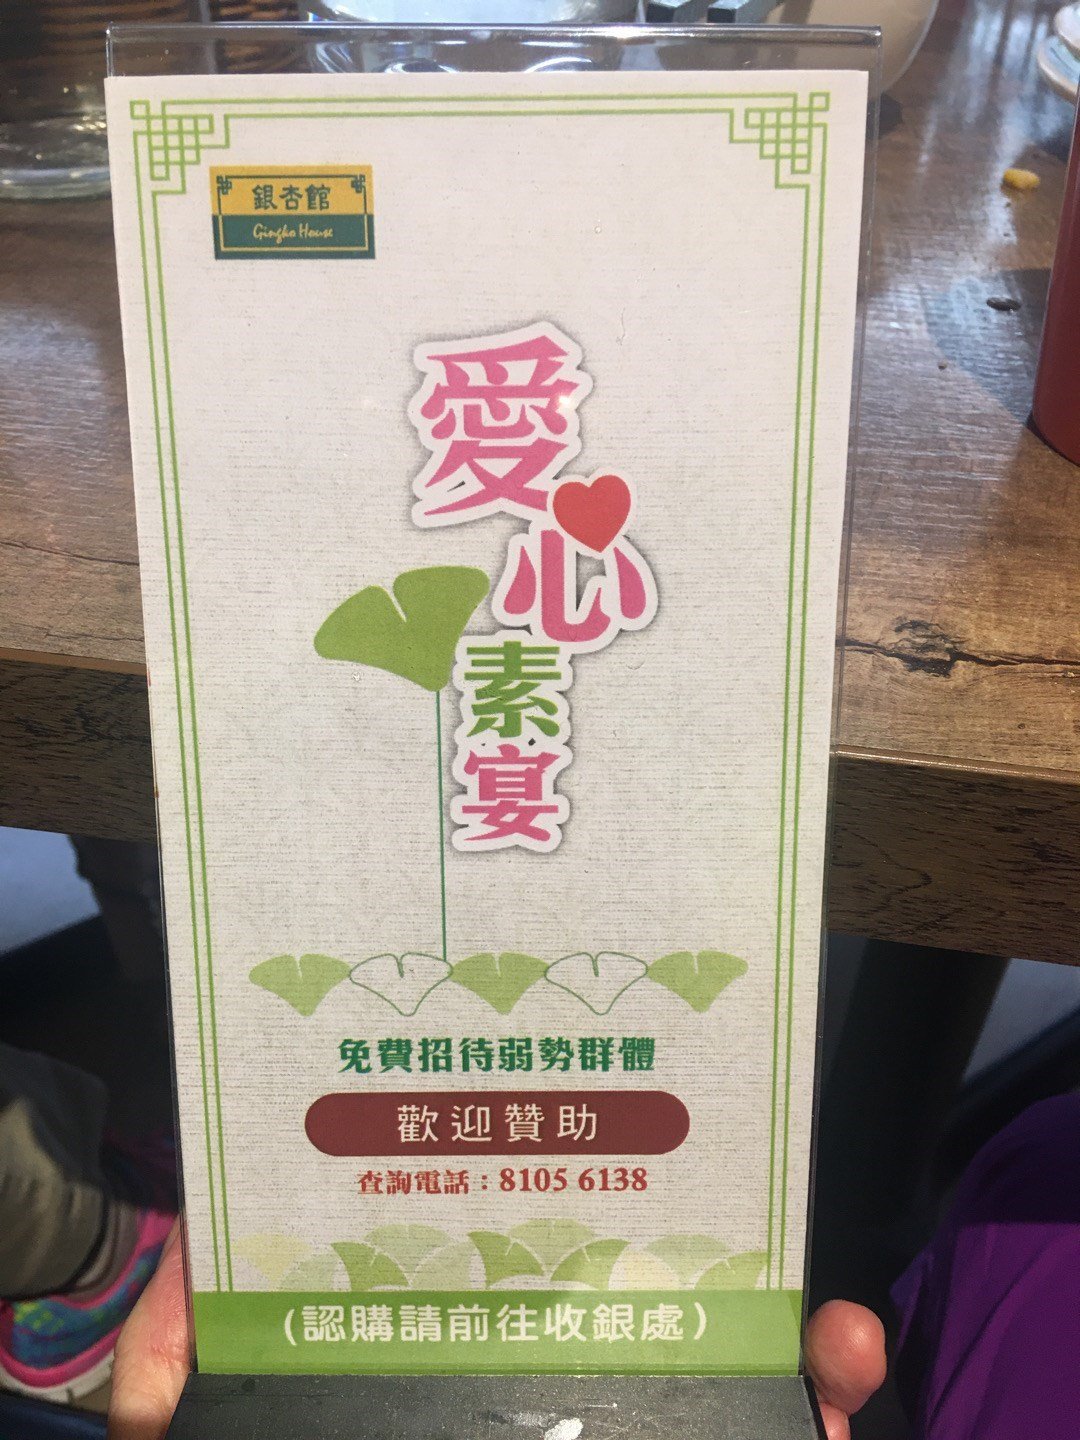 銀杏館
Gingko House
愛心素宴
免費招待弱勢群體
歡迎贊助
查詢電話：8105 6138
(認購請前往收銀處)